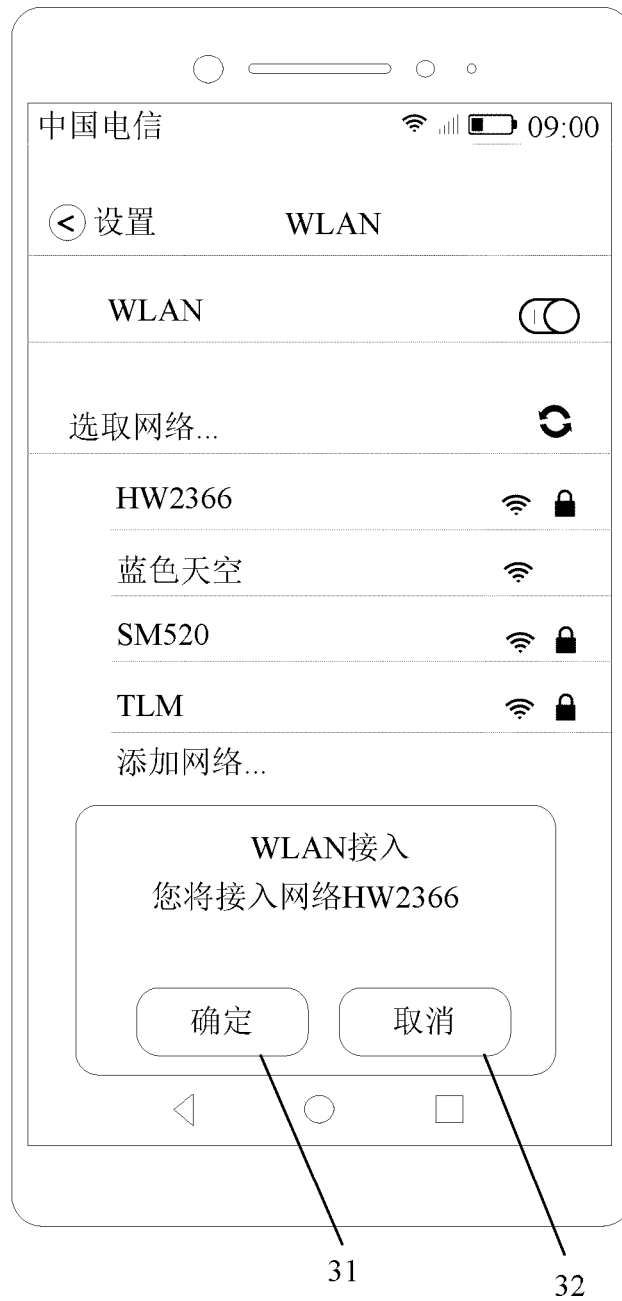 中国电信 09:00
设置 WLAN
WLAN
选取网络...
HW2366
蓝色天空
SM520
TLM
添加网络...
WLAN接入
您将接入网络HW2366
确定 取消
31 32